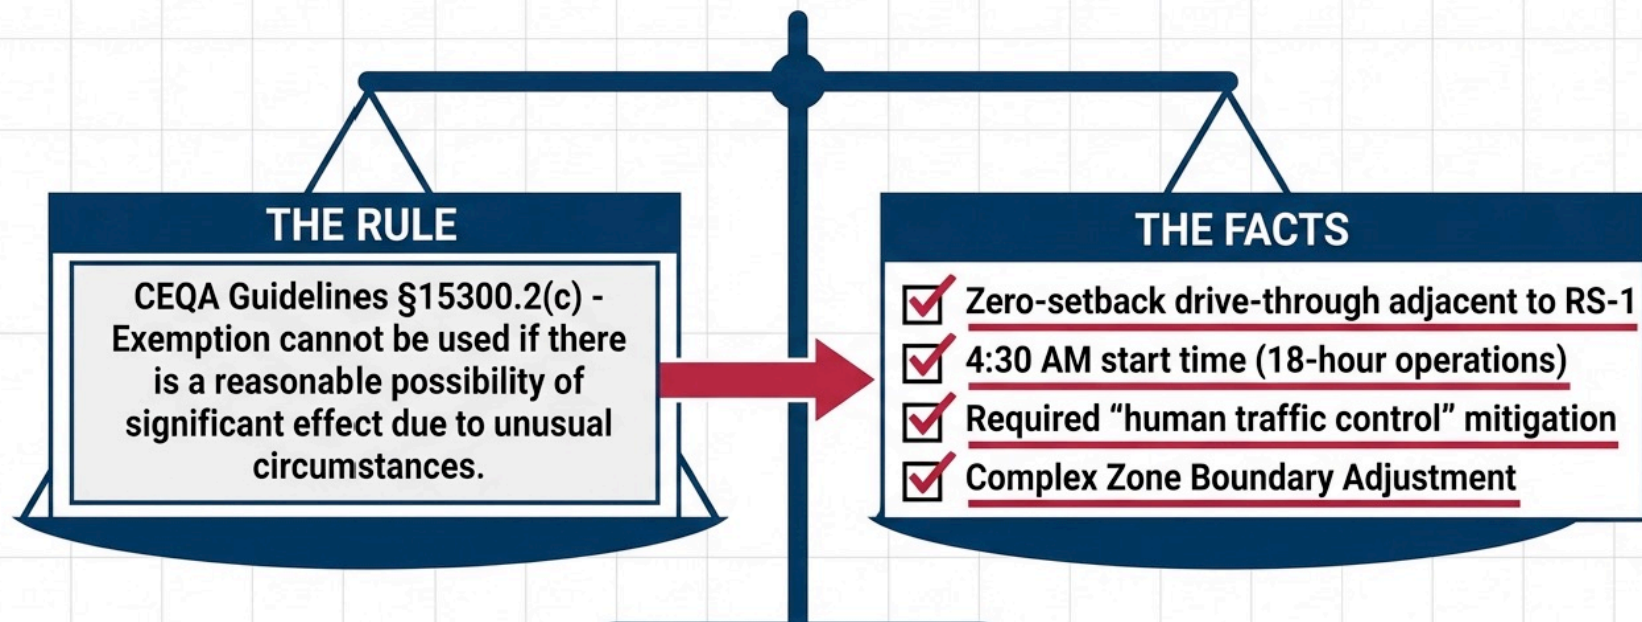 THE RULE
CEQA Guidelines §15300.2(c) -
Exemption cannot be used if there
is a reasonable possibility of
significant effect due to unusual
circumstances.
THE FACTS
Zero-setback drive-through adjacent to RS-1
4:30 AM start time (18-hour operations)
Required “human traffic control” mitigation
Complex Zone Boundary Adjustment